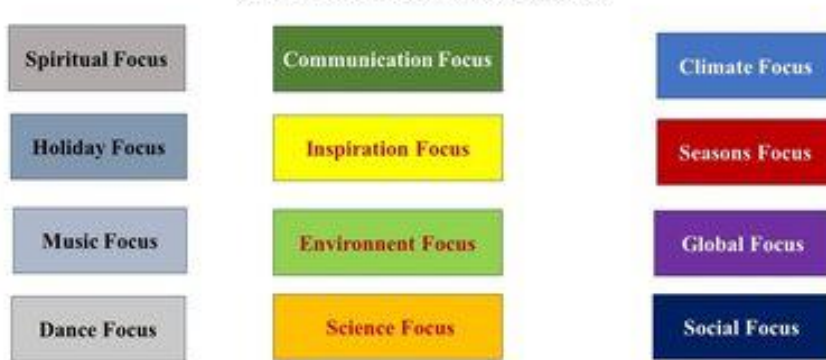 Spiritual Focus
Communication Focus
Climate Focus
Holiday Focus
Inspiration Focus
Seasons Focus
Music Focus
Environnent Focus
Global Focus
Dance Focus
Science Focus
Social Focus